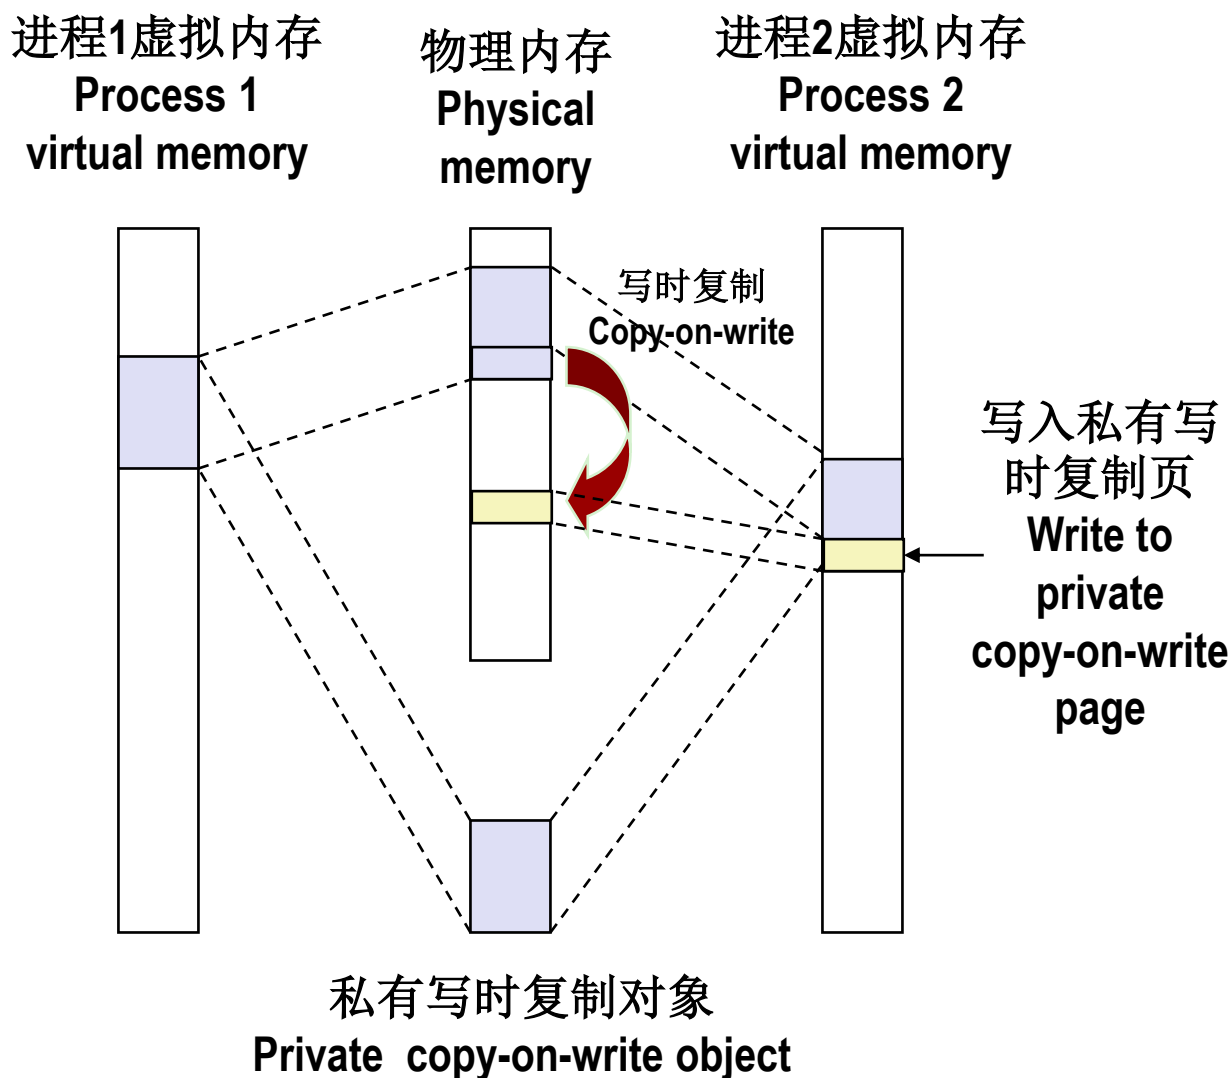 进程1虚拟内存
Process 1
virtual memory
物理内存
Physical
memory
进程2虚拟内存
Process 2
virtual memory
写时复制
Copy-on-write
写入私有写
时复制页
Write to
private
copy-on-write
page
私有写时复制对象
Private copy-on-write object